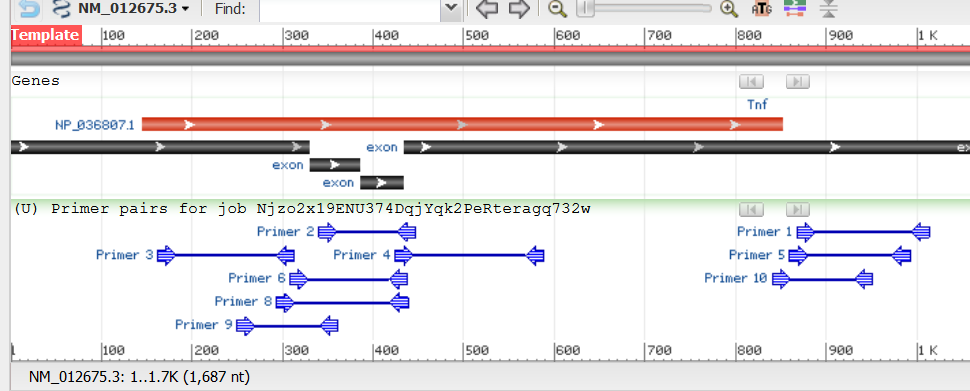 NM_012675.3 Find: ATG
Template 100 200 300 400 500 600 700 800 900 1 K
Genes
Tnf
NP_036807.1
exon ex
exon
exon
(U) Primer pairs for job Njzo2x19ENU374DqjYqk2PeRteragq732w
Primer 2 Primer 1
Primer 3 Primer 4 Primer 5
Primer 6 Primer 10
Primer 8
Primer 9
1 100 200 300 400 500 600 700 800 900 1 K
NM_012675.3: 1..1.7K (1,687 nt)